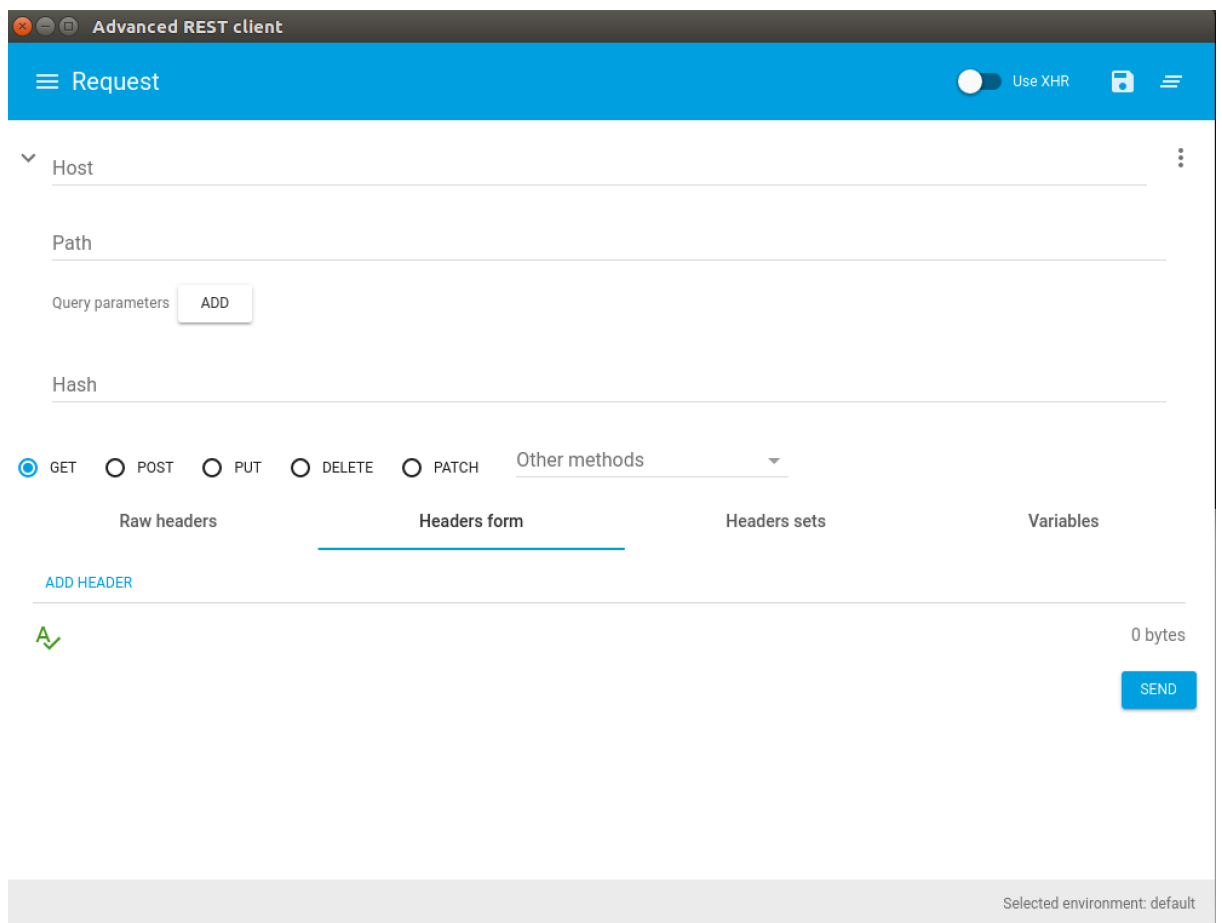 Advanced REST client
Request
Use XHR
Host
Path
Query parameters ADD
Hash
GET POST PUT DELETE PATCH Other methods
Raw headers Headers form Headers sets Variables
ADD HEADER
0 bytes
SEND
Selected environment: default